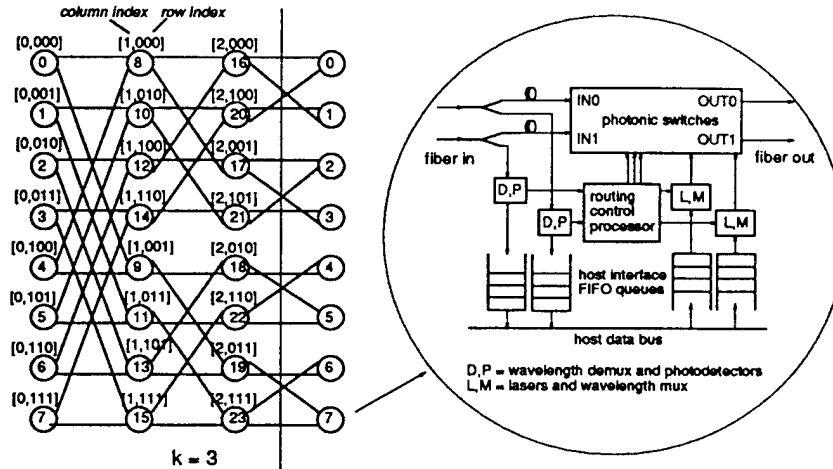 column index row index
[0,000] [1,000] [2,000]
0 8 16 0
[0,001] [1,010] [2,100]
1 10 20 1
[0,010] [1,100] [2,001]
2 12 17 2
[0,011] [1,110] [2,101]
3 14 21 3
[0,100] [1,001] [2,010]
4 9 18 4
[0,101] [1,011] [2,110]
5 11 22 5
[0,110] [1,101] [2,011]
6 13 19 6
[0,111] [1,111] [2,111]
7 15 23 7
k = 3
IN0 OUT0
photonic switches
IN1 OUT1
fiber in fiber out
D,P
routing
control
processor
L,M
D,P
L,M
host interface
FIFO queues
host data bus
D,P = wavelength demux and photodetectors
L,M = lasers and wavelength mux